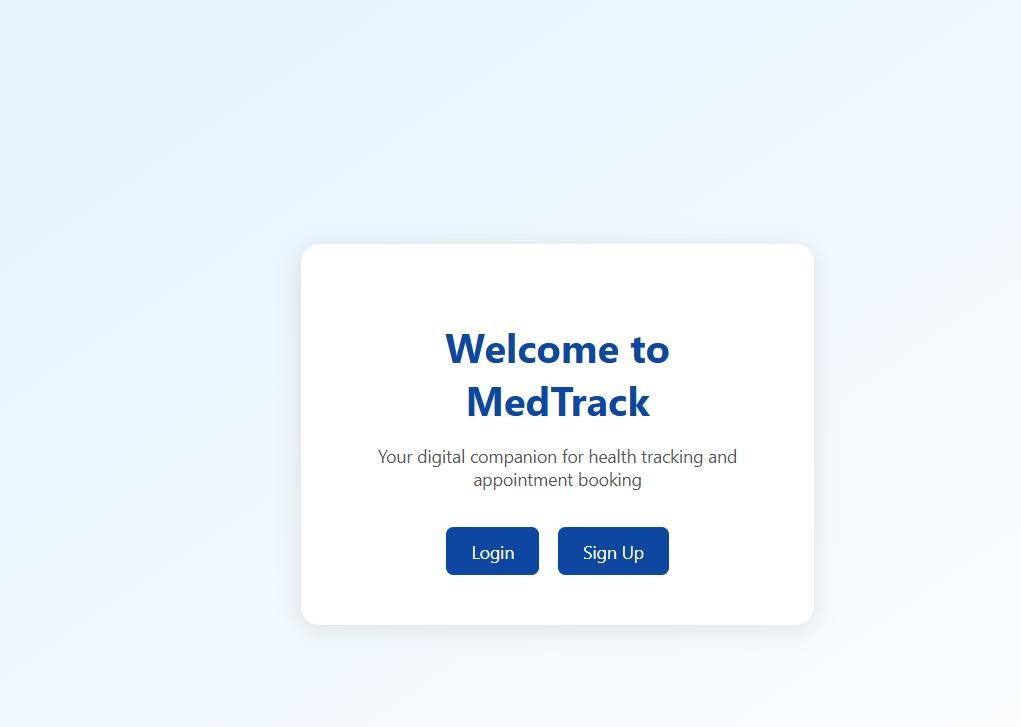 Welcome to
MedTrack
Your digital companion for health tracking and
appointment booking
Login
Sign Up